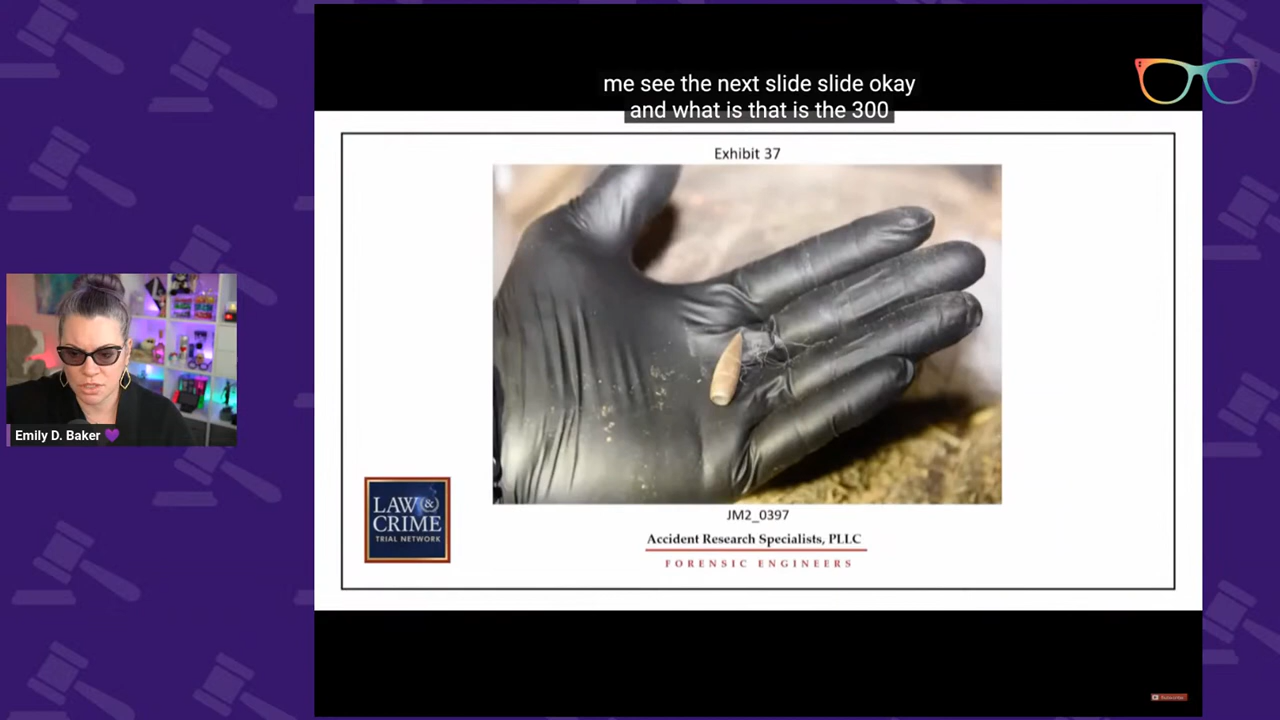 me see the next slide slide okay
and what is that is the 300
Exhibit 37
Emily D. Baker
LAW &
CRIME
TRIAL NETWORK
JM2_0397
Accident Research Specialists, PLLC
FORENSIC ENGINEERS